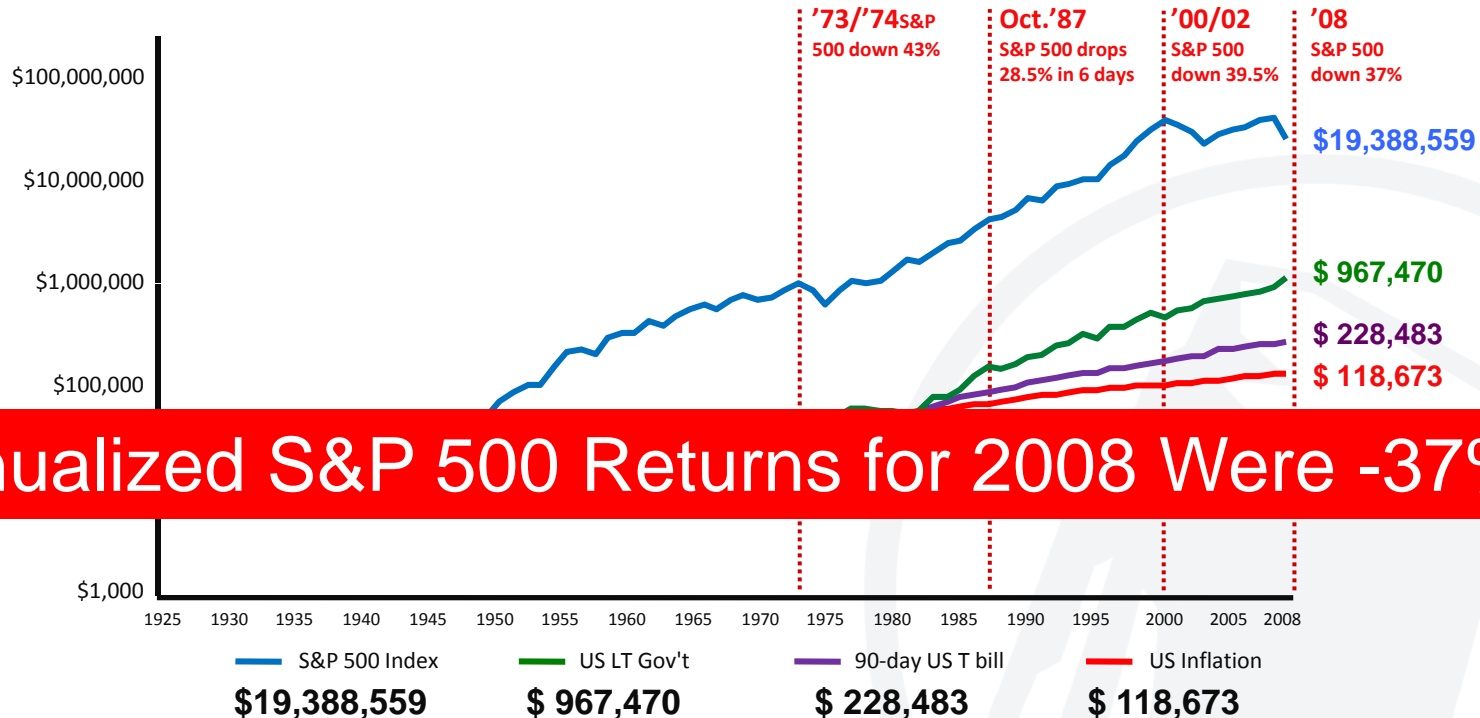 ’73/’74S&P
500 down 43%
Oct.’87
S&P 500 drops
28.5% in 6 days
’00/02
S&P 500
down 39.5%
’08
S&P 500
down 37%
$100,000,000
$10,000,000
$1,000,000
$100,000
$1,000
$19,388,559
$ 967,470
$ 228,483
$ 118,673
nualized S&P 500 Returns for 2008 Were -37%
1925 1930 1935 1940 1945 1950 1955 1960 1965 1970 1975 1980 1985 1990 1995 2000 2005 2008
S&P 500 Index US LT Gov't 90-day US T bill US Inflation
$19,388,559 $ 967,470 $ 228,483 $ 118,673